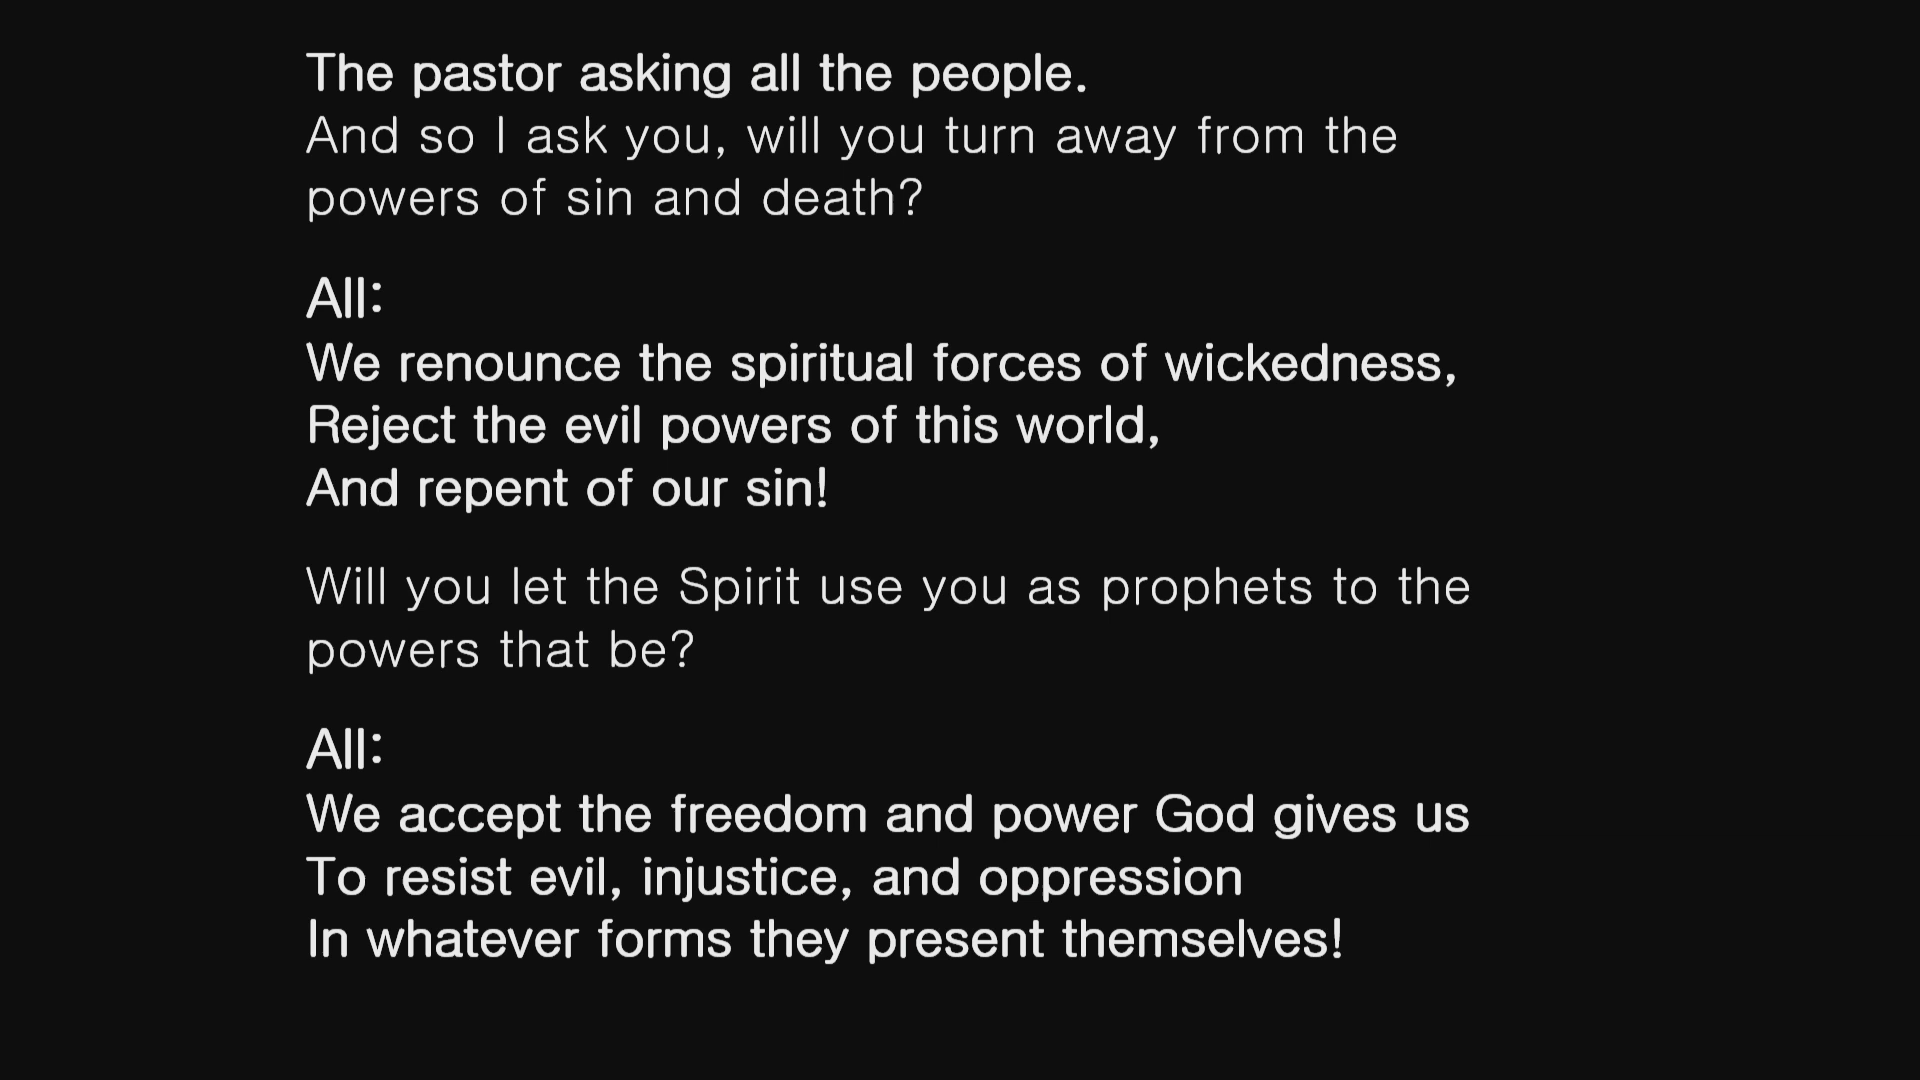 The pastor asking all the people.
And so I ask you, will you turn away from the
powers of sin and death?
All:
We renounce the spiritual forces of wickedness,
Reject the evil powers of this world,
And repent of our sin!
Will you let the Spirit use you as prophets to the
powers that be?
All:
We accept the freedom and power God gives us
To resist evil, injustice, and oppression
In whatever forms they present themselves!